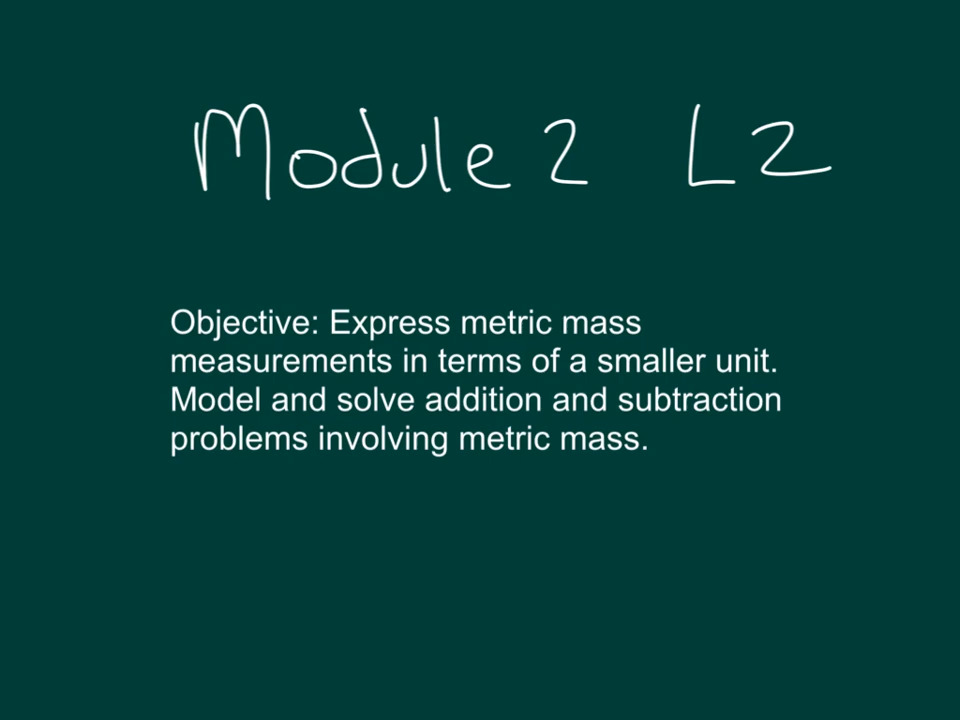 Module 2 L2
Objective: Express metric mass
measurements in terms of a smaller unit.
Model and solve addition and subtraction
problems involving metric mass.